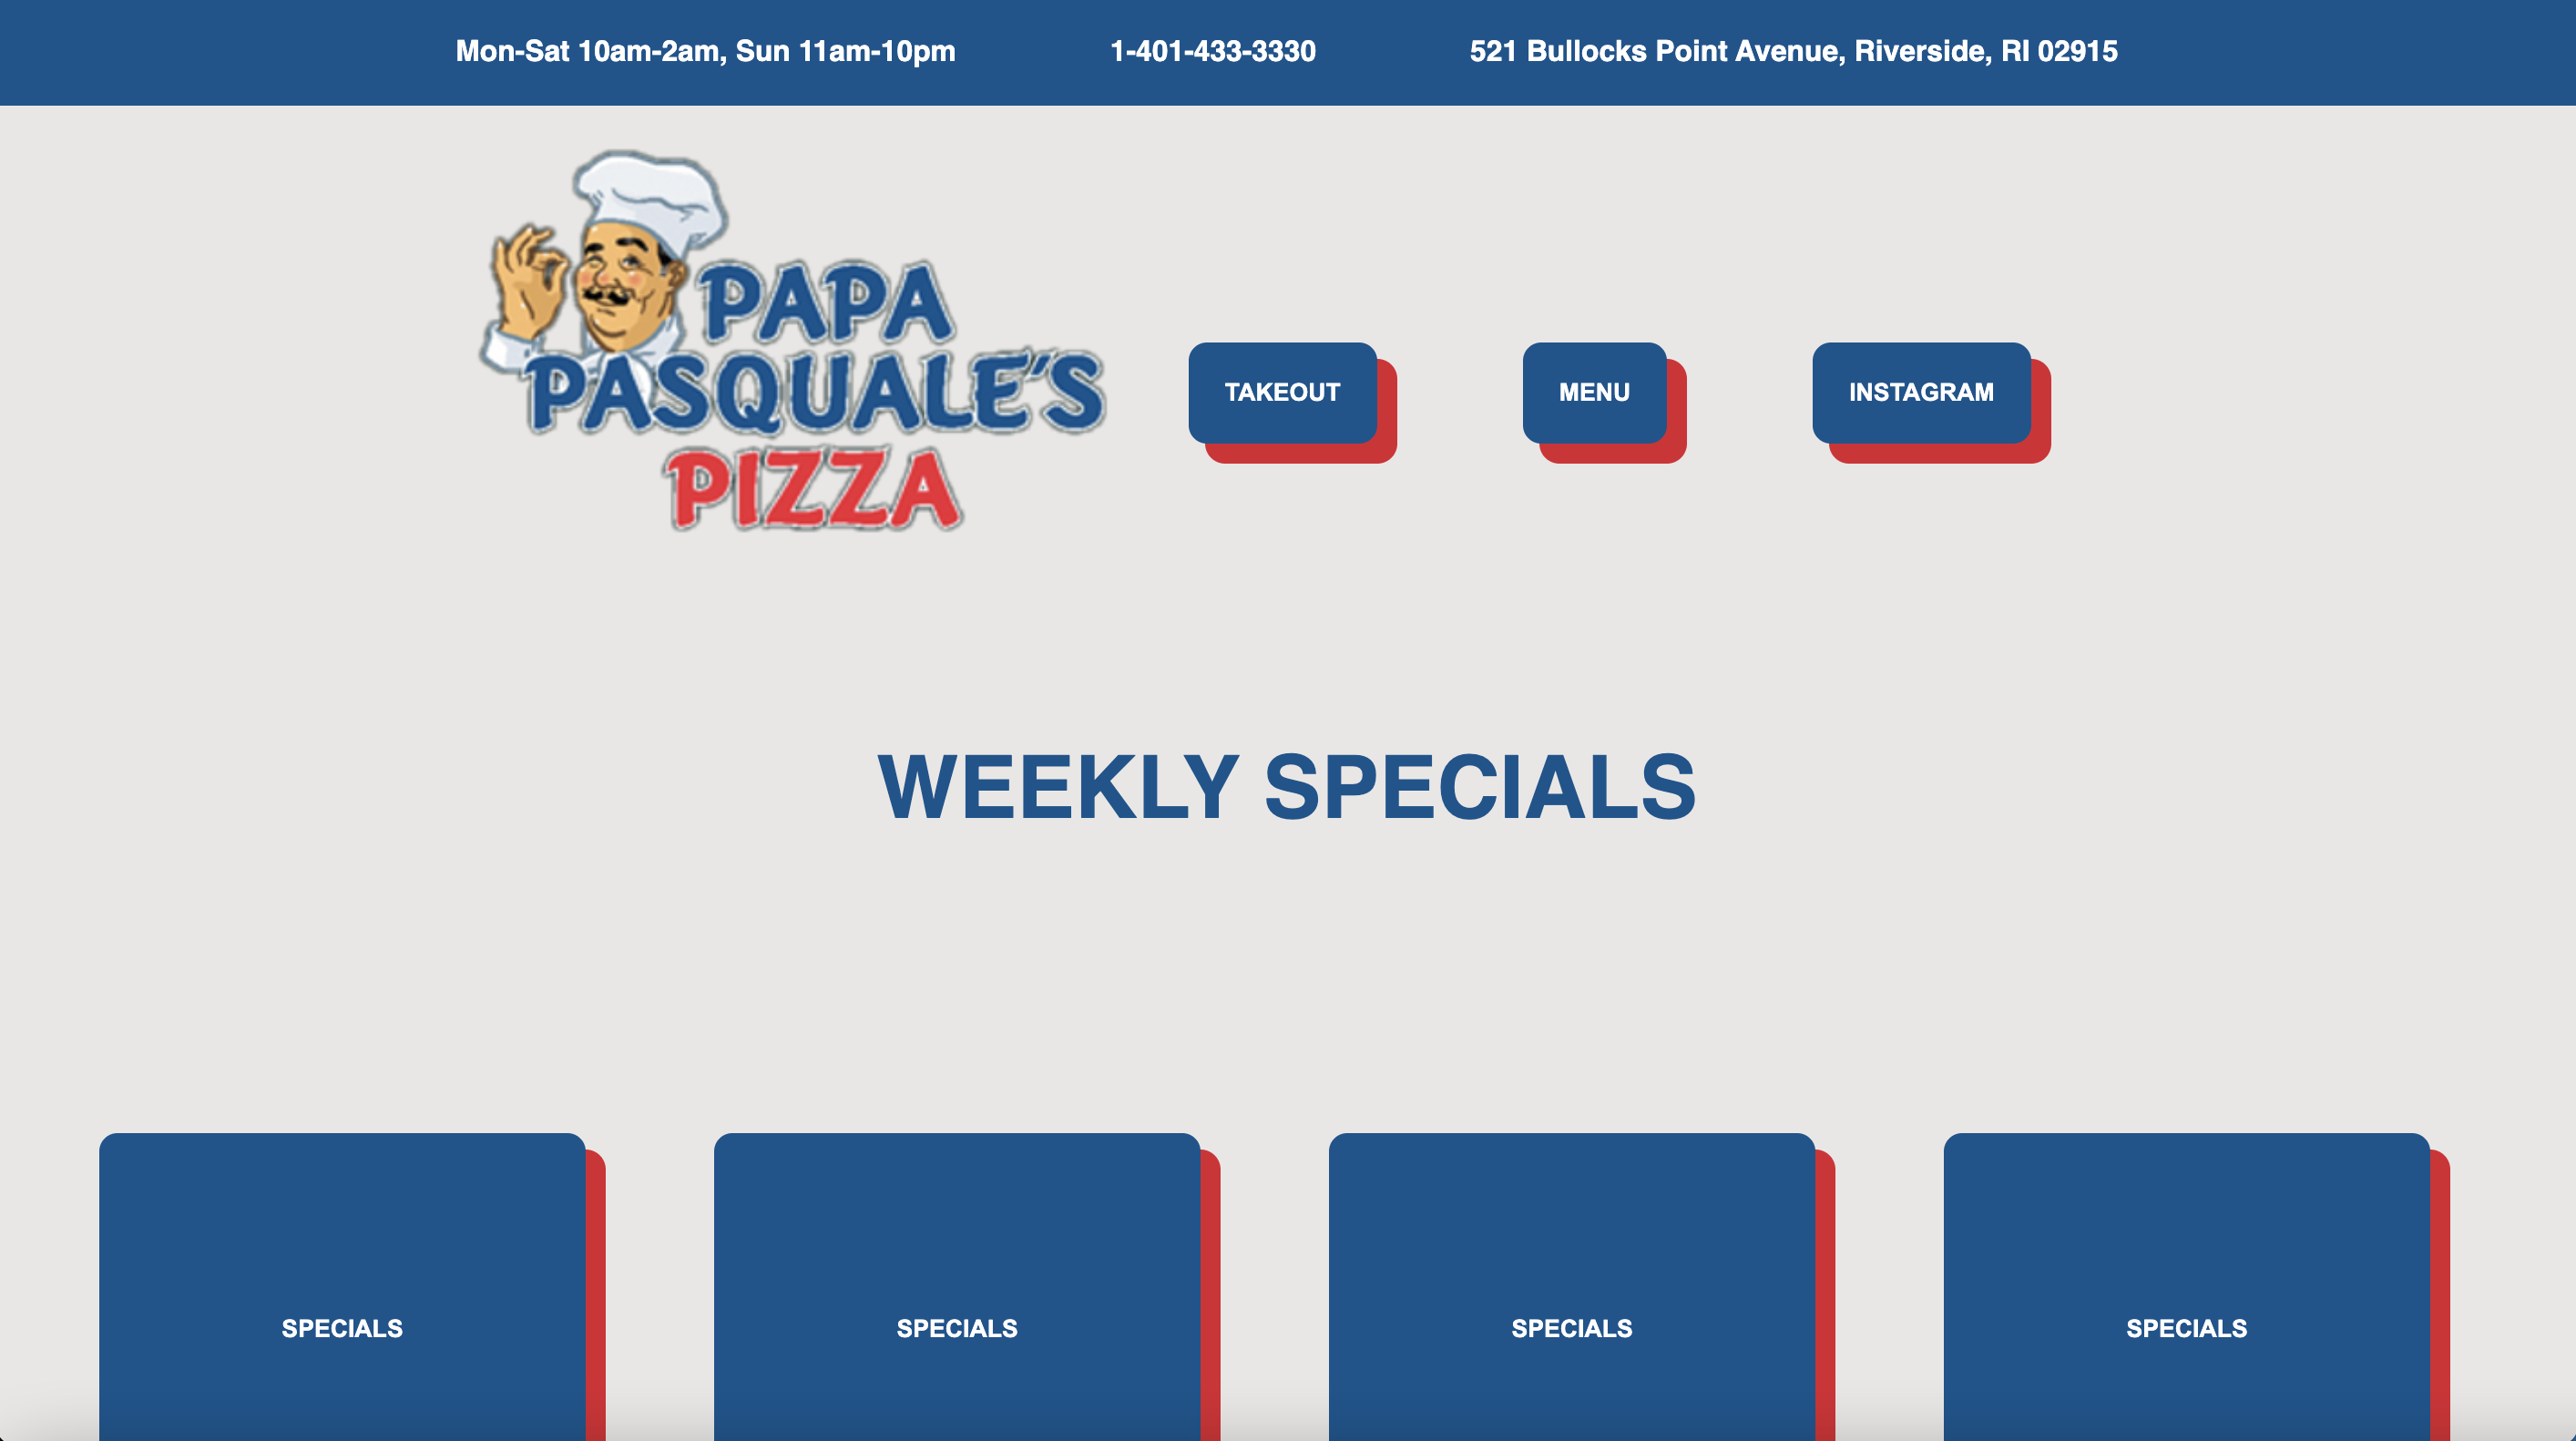 Mon-Sat 10am-2am, Sun 11am-10pm
1-401-433-3330
521 Bullocks Point Avenue, Riverside, RI 02915
PAPA
PASQUALE'S
PIZZA
TAKEOUT
MENU
INSTAGRAM
WEEKLY SPECIALS
SPECIALS
SPECIALS
SPECIALS
SPECIALS